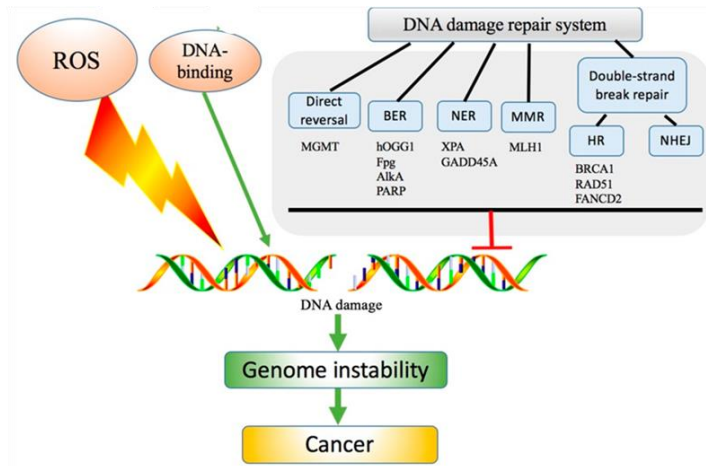 ROS
DNA-
binding
DNA damage repair system
Direct
reversal
BER
NER
MMR
Double-strand
break repair
HR
NHEJ
MGMT
hOGG1
Fpg
AlkA
PARP
XPA
GADD45A
MLH1
BRCA1
RAD51
FANCD2
DNA damage
Genome instability
Cancer